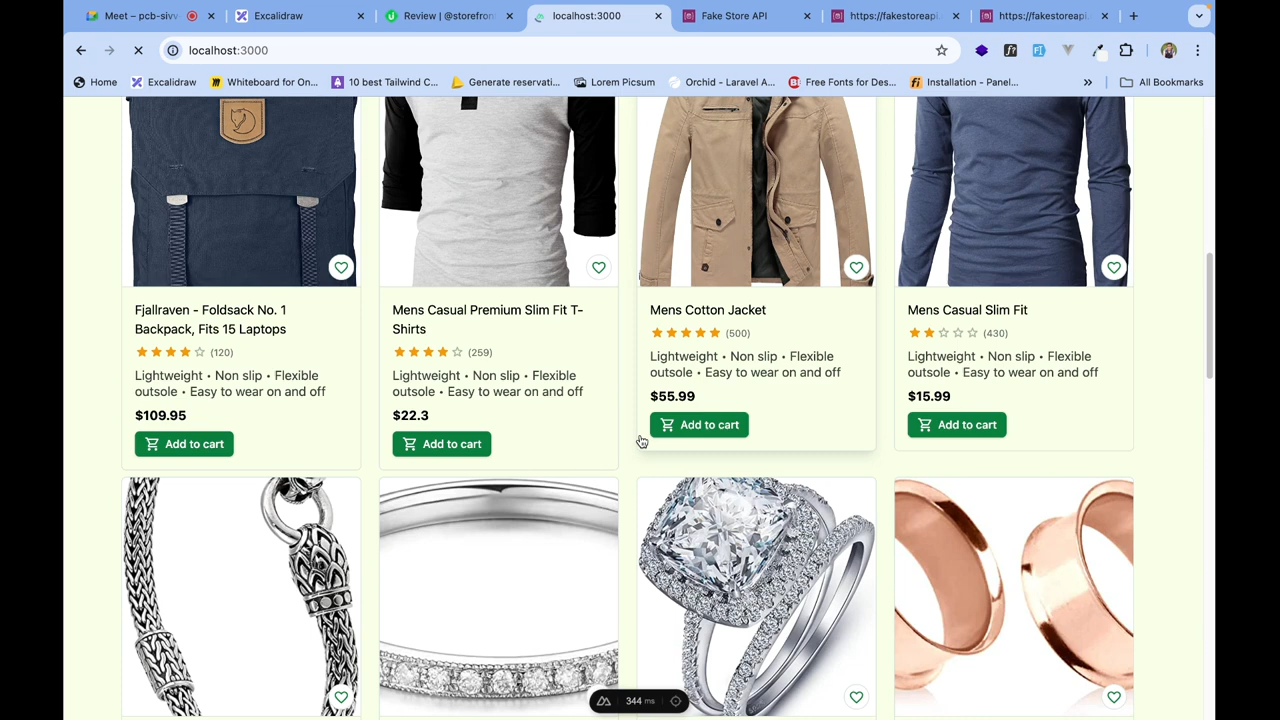 Meet – pcb-sivv
Excalidraw
Review | @storefron
localhost:3000
Fake Store API
https://fakestoreapi.
https://fakestoreapi.
localhost:3000
Home
Excalidraw
Whiteboard for On...
10 best Tailwind C...
Generate reservati...
Lorem Picsum
Orchid - Laravel A...
Free Fonts for Des...
Installation - Panel...
»
All Bookmarks
Fjallraven - Foldsack No. 1
Backpack, Fits 15 Laptops
(120)
Lightweight • Non slip • Flexible
outsole • Easy to wear on and off
$109.95
Add to cart
Mens Casual Premium Slim Fit T-
Shirts
(259)
Lightweight • Non slip • Flexible
outsole • Easy to wear on and off
$22.3
Add to cart
Mens Cotton Jacket
(500)
Lightweight • Non slip • Flexible
outsole • Easy to wear on and off
$55.99
Add to cart
Mens Casual Slim Fit
(430)
Lightweight • Non slip • Flexible
outsole • Easy to wear on and off
$15.99
Add to cart
344 ms